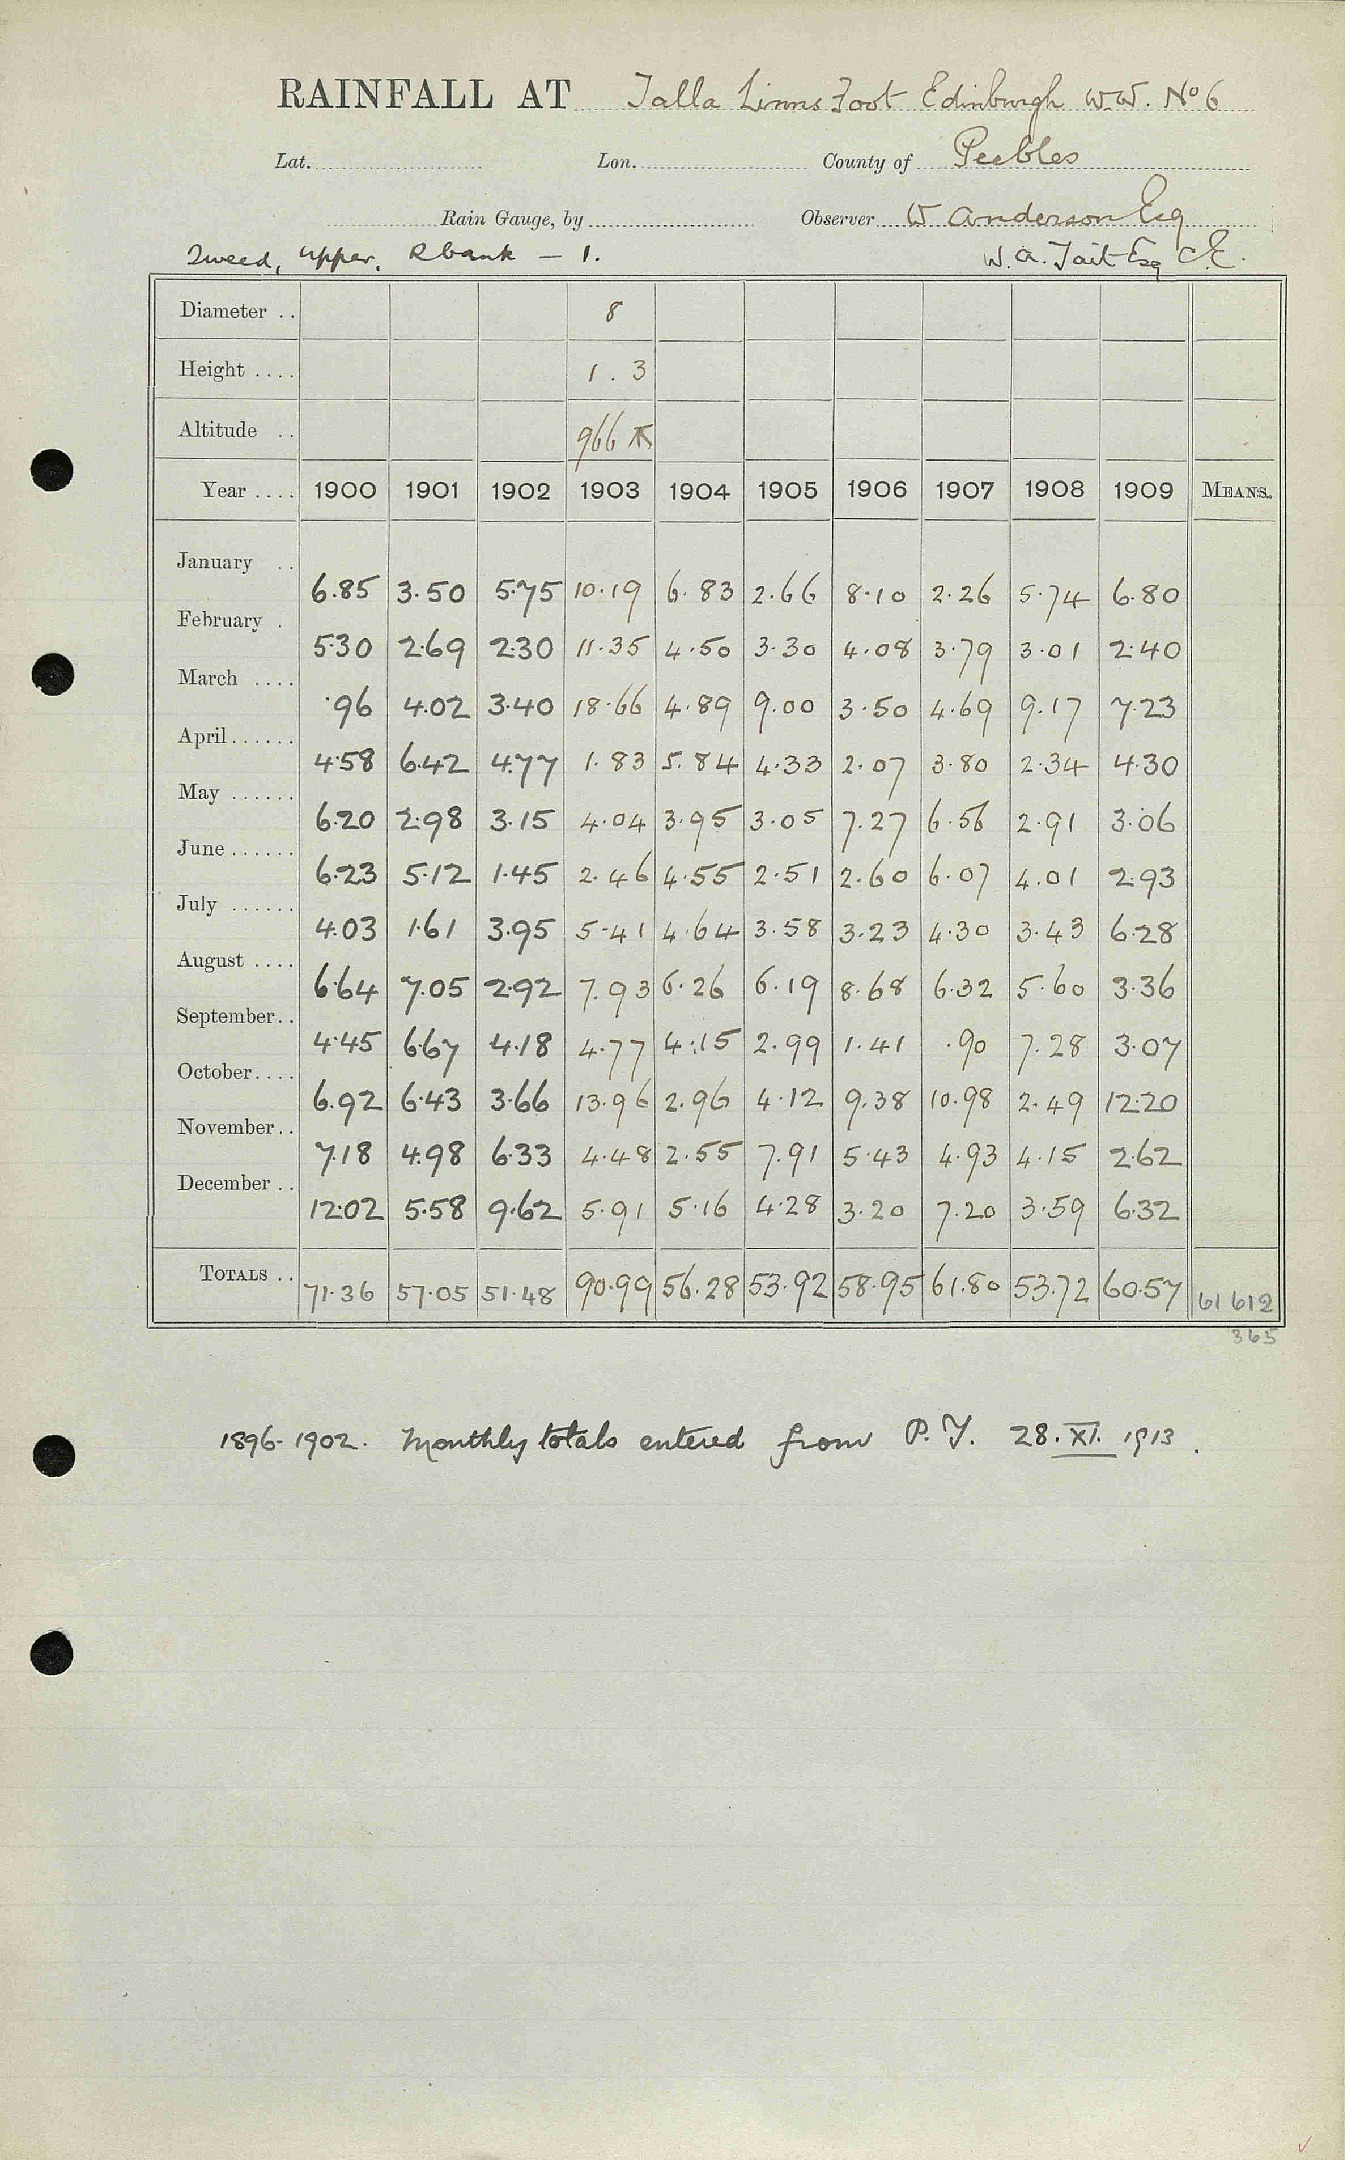 RAINFALL AT Talla Linns Foot Edinburgh W.W. No 6
Lat. Lon. County of Peebles
Rain Gauge, by Observer W Anderson Esq
Tweed, upper, R bank — 1. W. A. Tait Esq C.E.
Diameter .. 8
Height .... 1 . 3
Altitude .. 966
Year .... 1900 1901 1902 1903 1904 1905 1906 1907 1908 1909 MEANS.
January .. 6.85 3.50 5.75 10.19 6.83 2.66 8.10 2.26 5.74 6.80
February . 5.30 2.69 2.30 11.35 4.50 3.30 4.08 3.79 3.01 2.40
March .... .96 4.02 3.40 18.66 4.89 9.00 3.50 4.69 9.17 7.23
April...... 4.58 6.42 4.77 1.83 5.84 4.33 2.07 3.80 2.34 4.30
May ...... 6.20 2.98 3.15 4.04 3.95 3.05 7.27 6.56 2.91 3.06
June ...... 6.23 5.12 1.45 2.46 4.55 2.51 2.60 6.07 4.01 2.93
July ...... 4.03 1.61 3.95 5.41 4.64 3.58 3.23 4.30 3.43 6.28
August .... 6.64 7.05 2.92 7.93 6.26 6.19 8.68 6.32 5.60 3.36
September.. 4.45 6.67 4.18 4.77 4.15 2.99 1.41 .90 7.28 3.07
October.... 6.92 6.43 3.66 13.96 2.96 4.12 9.38 10.98 2.49 12.20
November.. 7.18 4.98 6.33 4.48 2.55 7.91 5.43 4.93 4.15 2.62
December .. 12.02 5.58 9.62 5.91 5.16 4.28 3.20 7.20 3.59 6.32
TOTALS .. 71.36 57.05 51.48 90.99 56.28 53.92 58.95 61.80 53.72 60.57 61 612
365
1896-1902. Monthly totals entered from P.Y. 28.XI.1913.